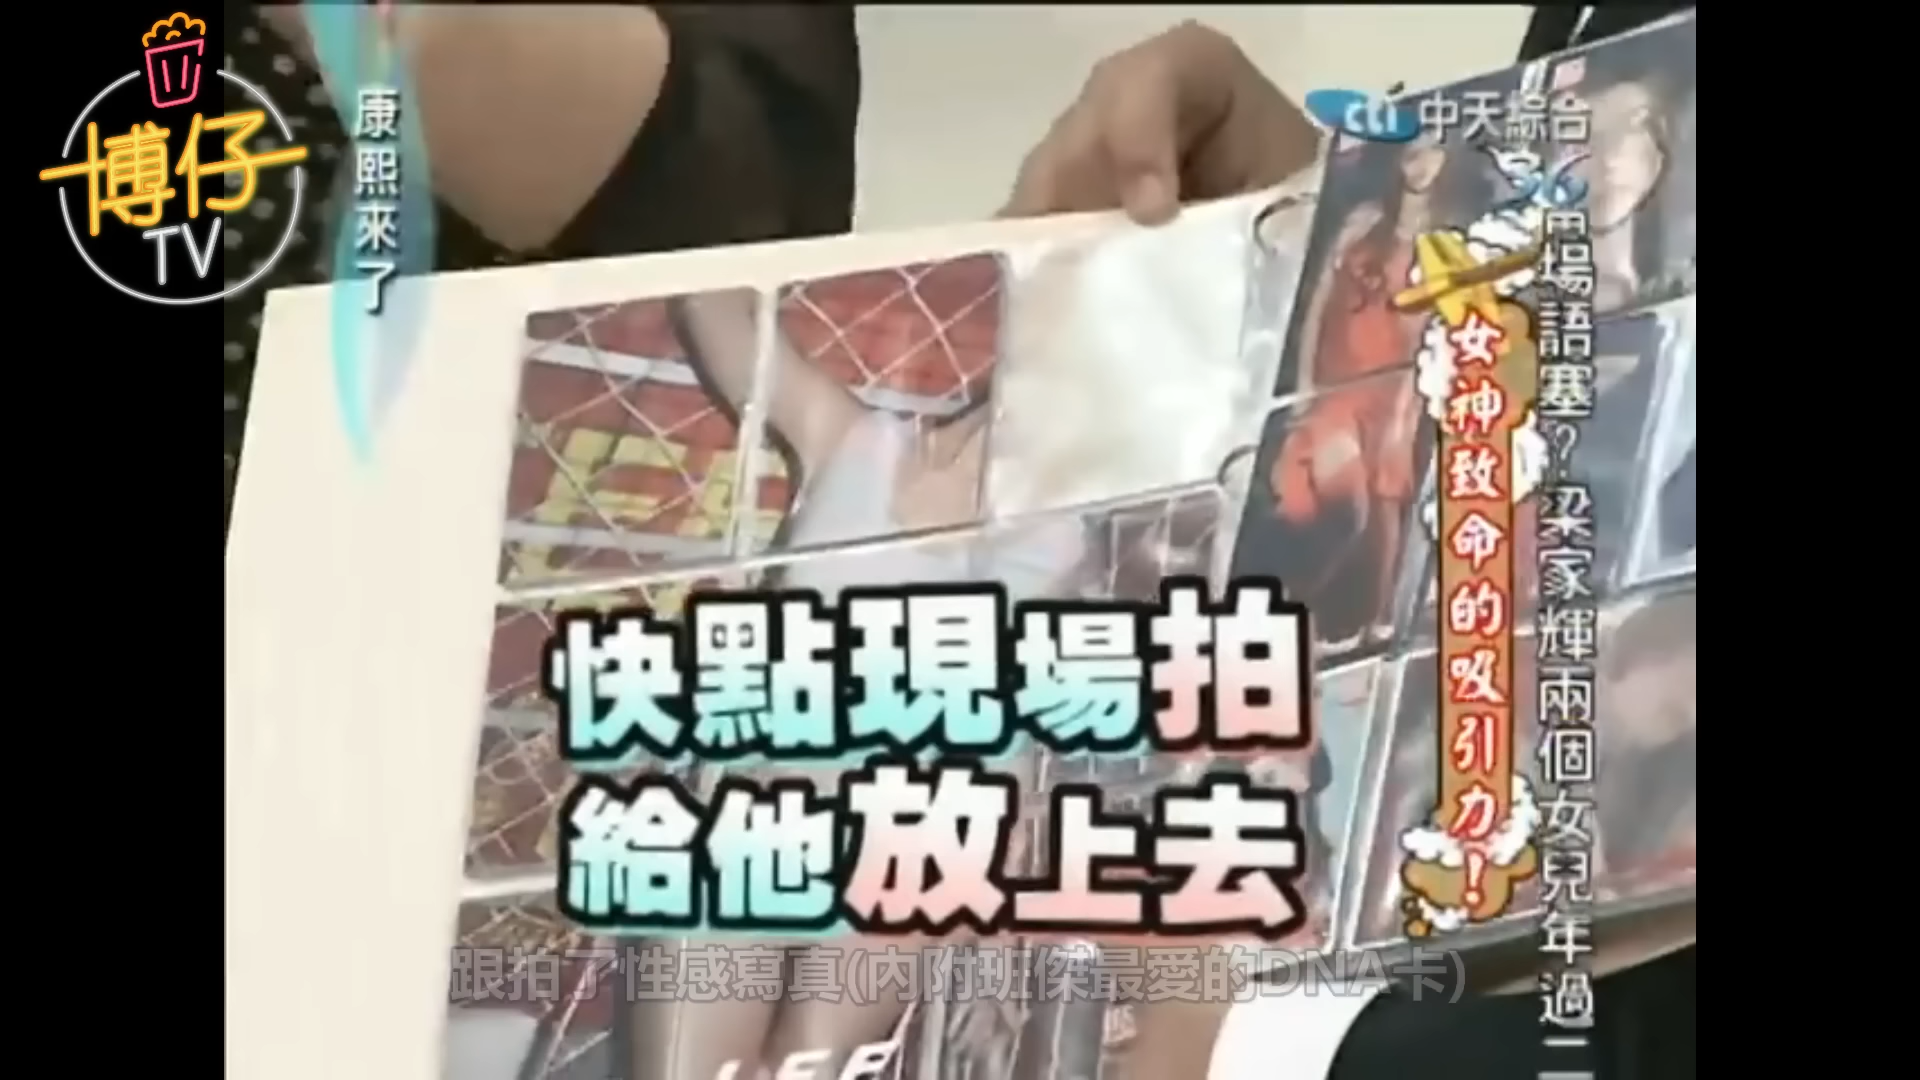 博仔
TV
康熙來了
cti 中天綜合
36
女神致命的吸引力!
場語塞?梁家輝兩個女兒年過二
快點現場拍
給他放上去
跟拍了性感寫真(內附班傑最愛的DNA卡)